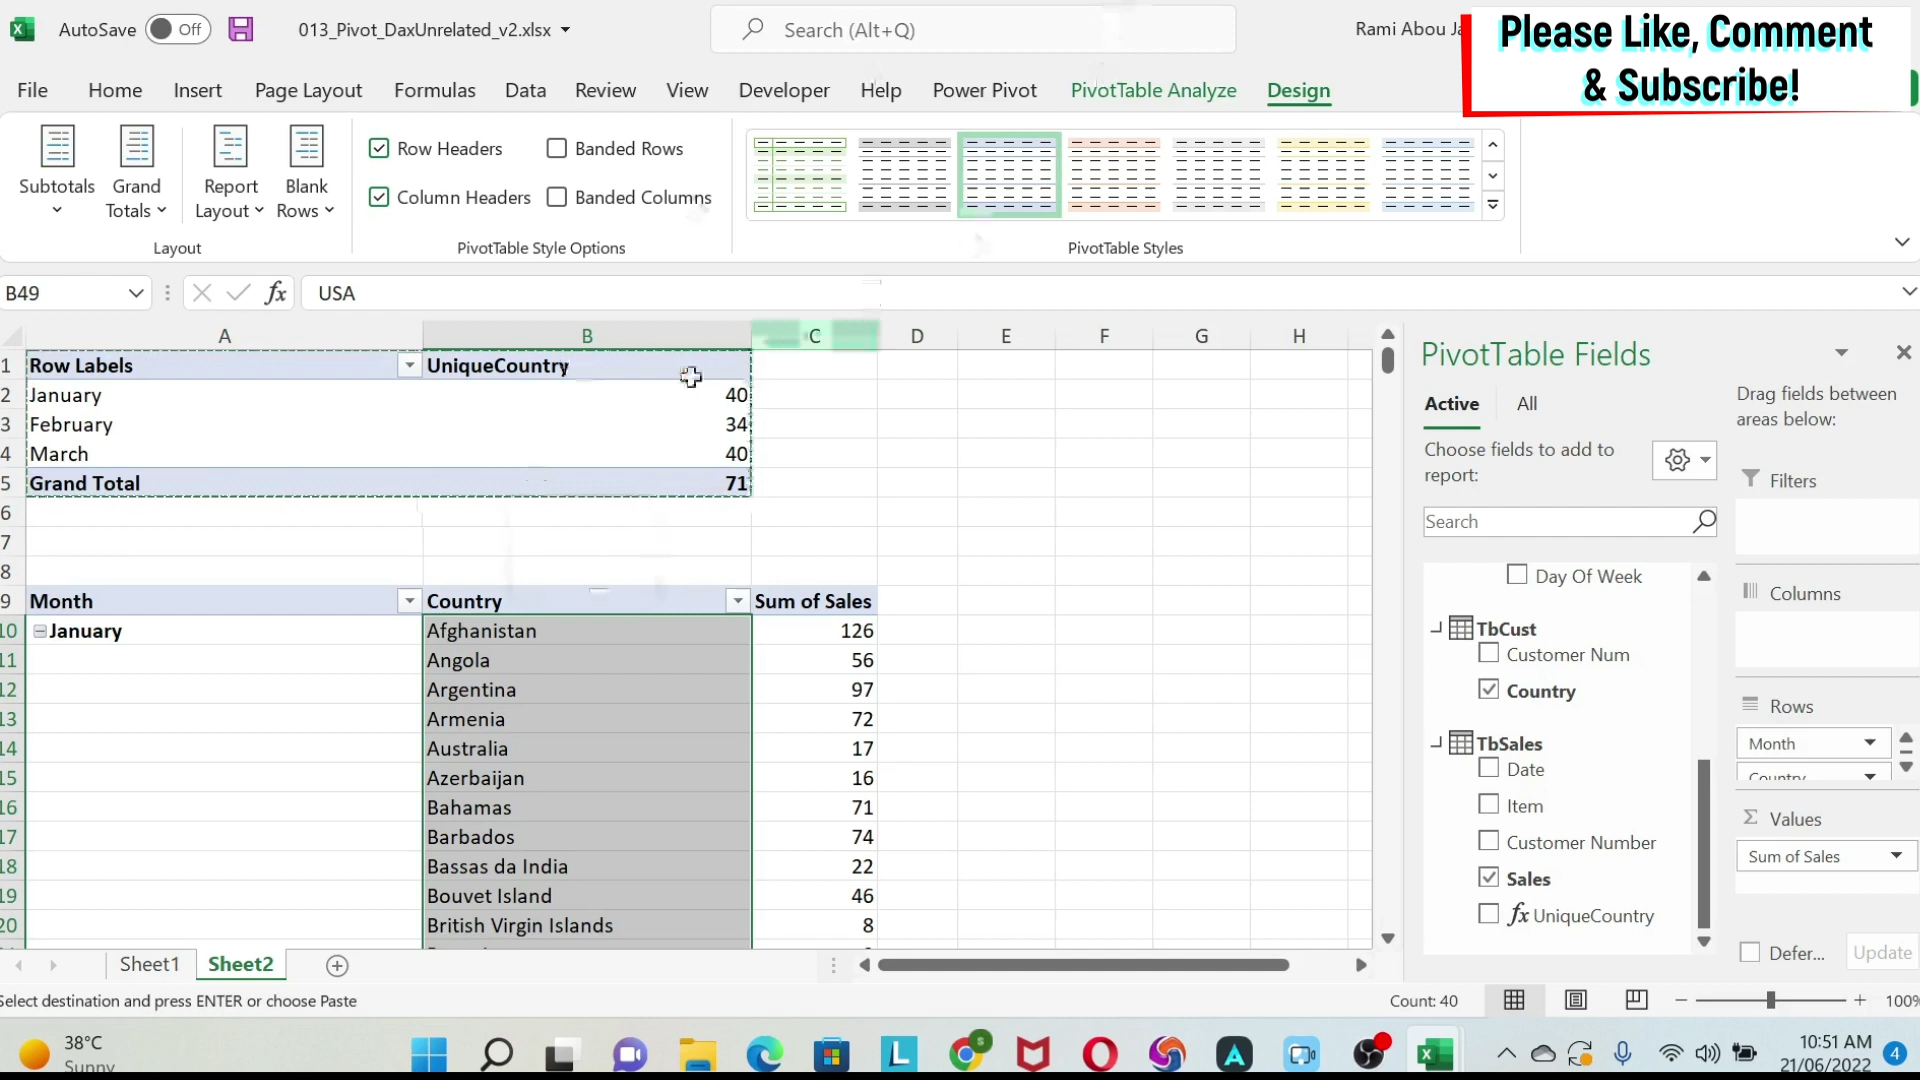 AutoSave Off 013_Pivot_DaxUnrelated_v2.xlsx Search (Alt+Q) Rami Abou
Please Like, Comment
& Subscribe!
File Home Insert Page Layout Formulas Data Review View Developer Help Power Pivot PivotTable Analyze Design
Subtotals Grand Totals Report Layout Blank Rows
Row Headers Banded Rows
Column Headers Banded Columns
Layout PivotTable Style Options PivotTable Styles
B49 fx USA
A B C D E F G H
1 Row Labels UniqueCountry
2 January 40
3 February 34
4 March 40
5 Grand Total 71
6
7
8
9 Month Country Sum of Sales
10 January Afghanistan 126
11 Angola 56
12 Argentina 97
13 Armenia 72
14 Australia 17
15 Azerbaijan 16
16 Bahamas 71
17 Barbados 74
18 Bassas da India 22
19 Bouvet Island 46
20 British Virgin Islands 8
PivotTable Fields
Active All
Choose fields to add to
report:
Search
Day Of Week
TbCust
Customer Num
Country
TbSales
Date
Item
Customer Number
Sales
fx UniqueCountry
Drag fields between
areas below:
Filters
Columns
Rows
Month
Country
Values
Sum of Sales
Defer... Update
Sheet1 Sheet2
Select destination and press ENTER or choose Paste Count: 40 100%
38°C
Sunny
10:51 AM
21/06/2022
4